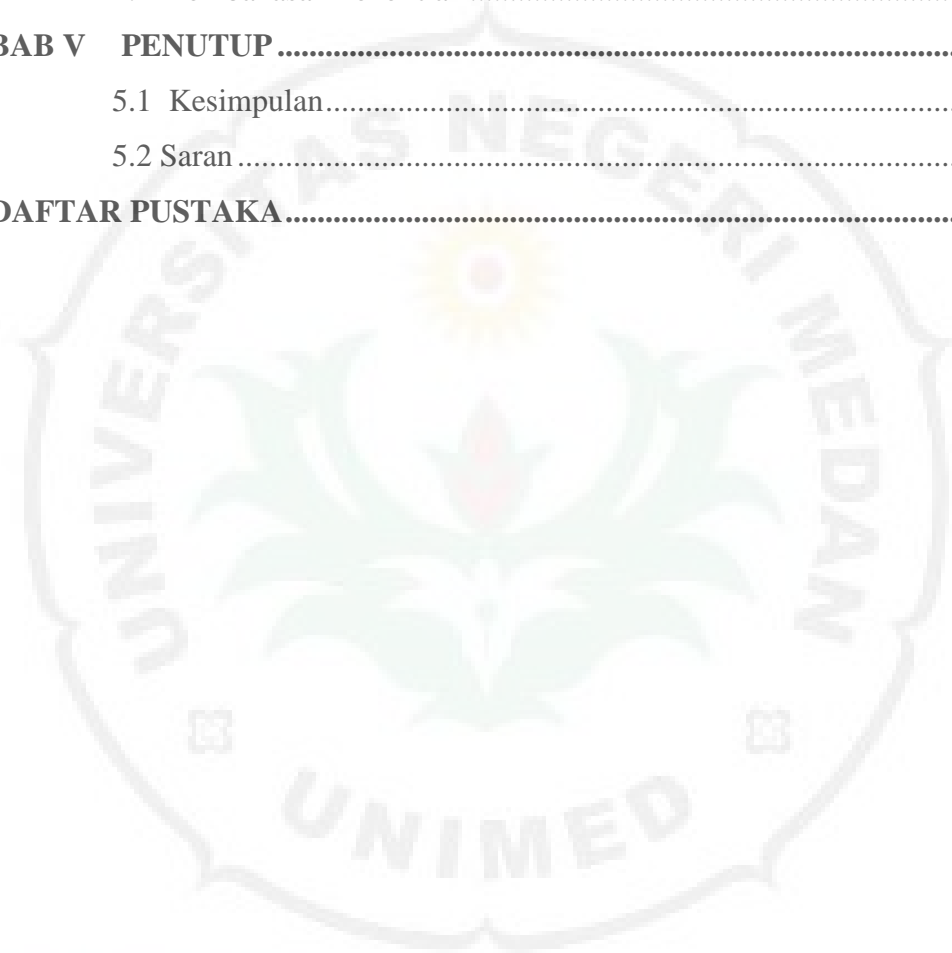 BAB V PENUTUP
5.1 Kesimpulan
5.2 Saran
DAFTAR PUSTAKA
UNIVERSITAS NEGERI MEDAN
UNIMED